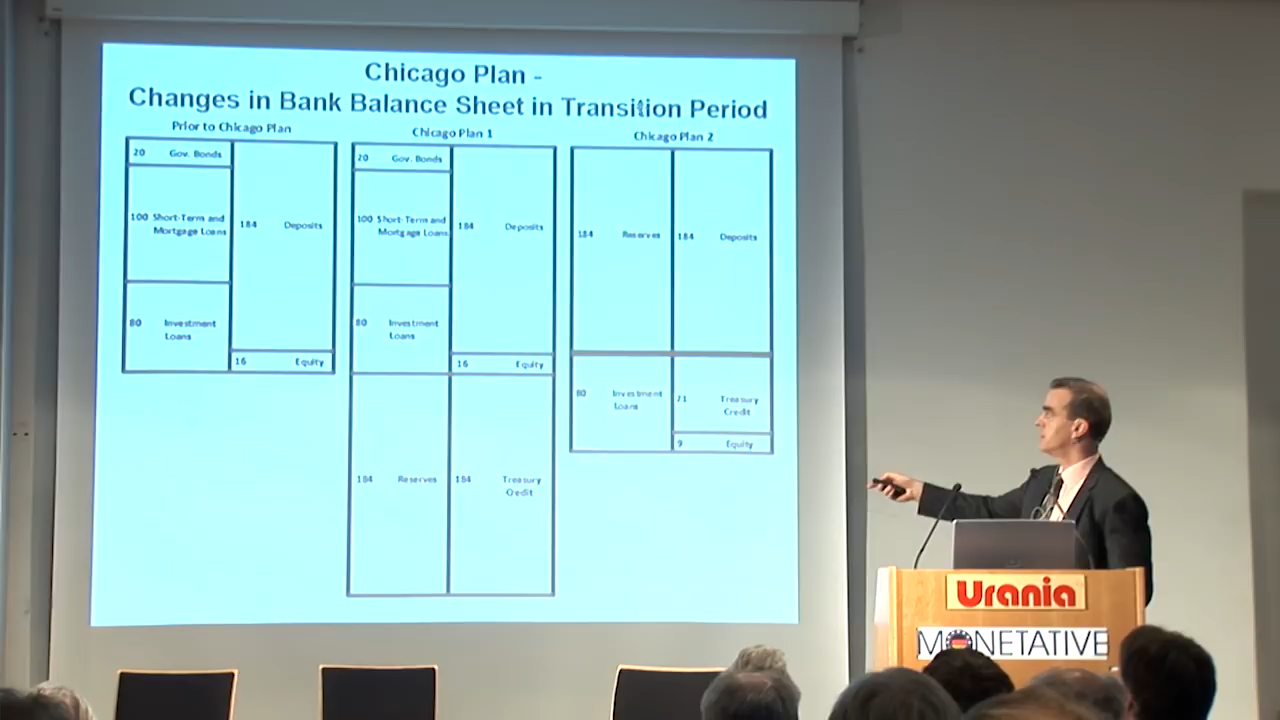 Chicago Plan -
Changes in Bank Balance Sheet in Transition Period
Prior to Chicago Plan
20 Gov. Bonds
100 Short-Term and
Mortgage Loans
80 Investment
Loans
184 Deposits
16 Equity
Chicago Plan 1
20 Gov. Bonds
100 Short-Term and
Mortgage Loans
80 Investment
Loans
184 Deposits
16 Equity
184 Reserves
184 Treasury
Credit
Chicago Plan 2
184 Reserves
184 Deposits
80 Investment
Loans
71 Treasury
Credit
9 Equity
Urania
MONETATIVE